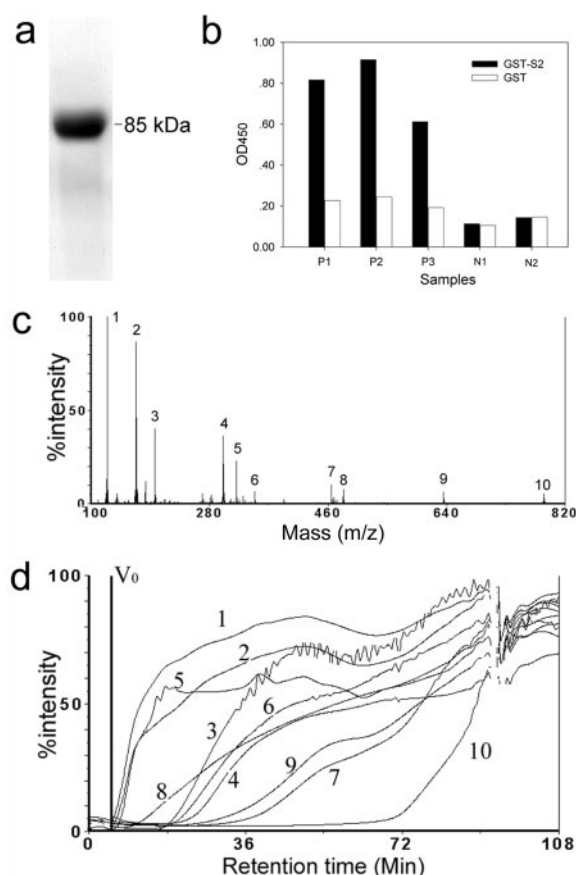 a
85 kDa
b
1.00
.80
.60
.40
.20
0.00
OD450
GST-S2
GST
P1 P2 P3 N1 N2
Samples
c
100
50
0
%intensity
1 2 3 4 5 6 7 8 9 10
100 280 460 640 820
Mass (m/z)
d
V0
100
50
0
%intensity
1
2
5
3
6
8
4
9
7
10
0 36 72 108
Retention time (Min)